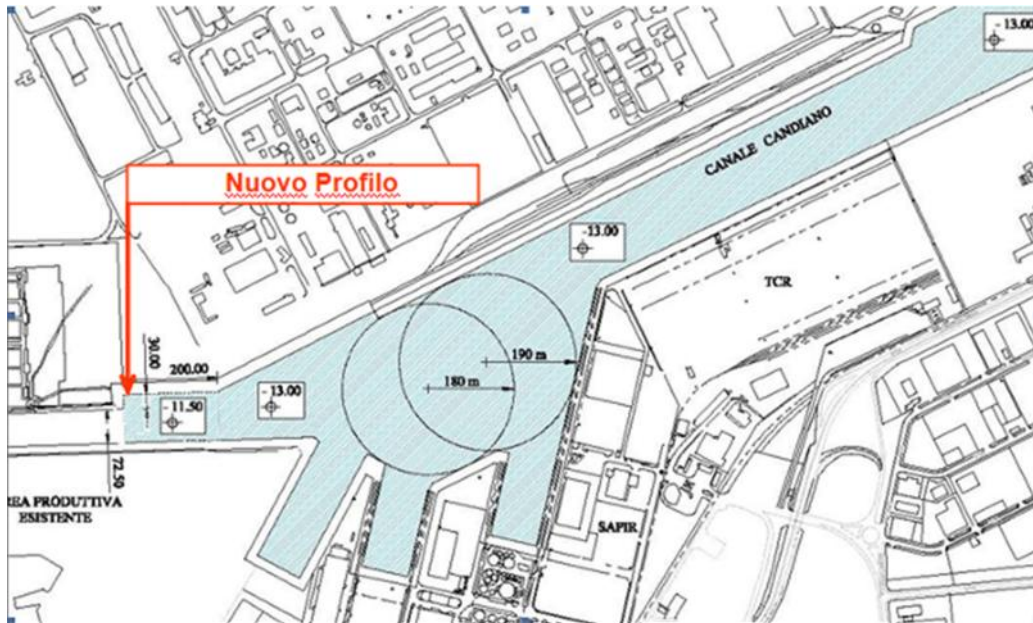 - 13.00
CANALE CANDIANO
Nuovo Profilo
-13.00
TCR
30.00
200.00
190 m
180 m
- 13.00
- 11.50
72.50
REA PRODUTTIVA
ESISTENTE
SAPIR